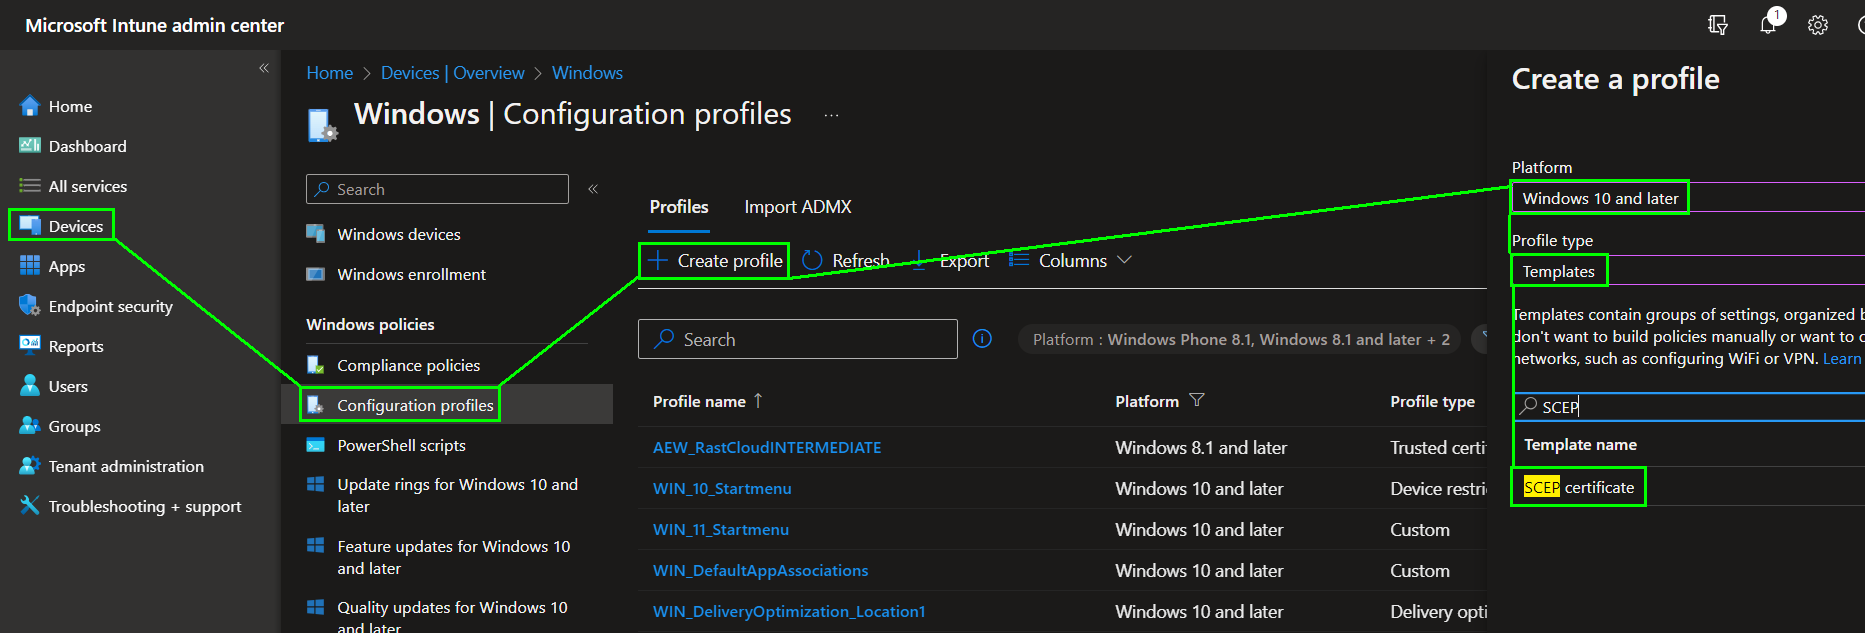 Microsoft Intune admin center
1
Home
Dashboard
All services
Devices
Apps
Endpoint security
Reports
Users
Groups
Tenant administration
Troubleshooting + support
Home > Devices | Overview > Windows
Windows | Configuration profiles ...
Search
Windows devices
Windows enrollment
Windows policies
Compliance policies
Configuration profiles
PowerShell scripts
Update rings for Windows 10 and
later
Feature updates for Windows 10
and later
Quality updates for Windows 10
and later
Profiles Import ADMX
Create profile Refresh Export Columns
Search
Platform : Windows Phone 8.1, Windows 8.1 and later + 2
Profile name ↑ Platform Profile type
AEW_RastCloudINTERMEDIATE Windows 8.1 and later Trusted certi
WIN_10_Startmenu Windows 10 and later Device restri
WIN_11_Startmenu Windows 10 and later Custom
WIN_DefaultAppAssociations Windows 10 and later Custom
WIN_DeliveryOptimization_Location1 Windows 10 and later Delivery opti
Create a profile
Platform
Windows 10 and later
Profile type
Templates
Templates contain groups of settings, organized b
don't want to build policies manually or want to c
networks, such as configuring WiFi or VPN. Learn
SCEP
Template name
SCEP certificate